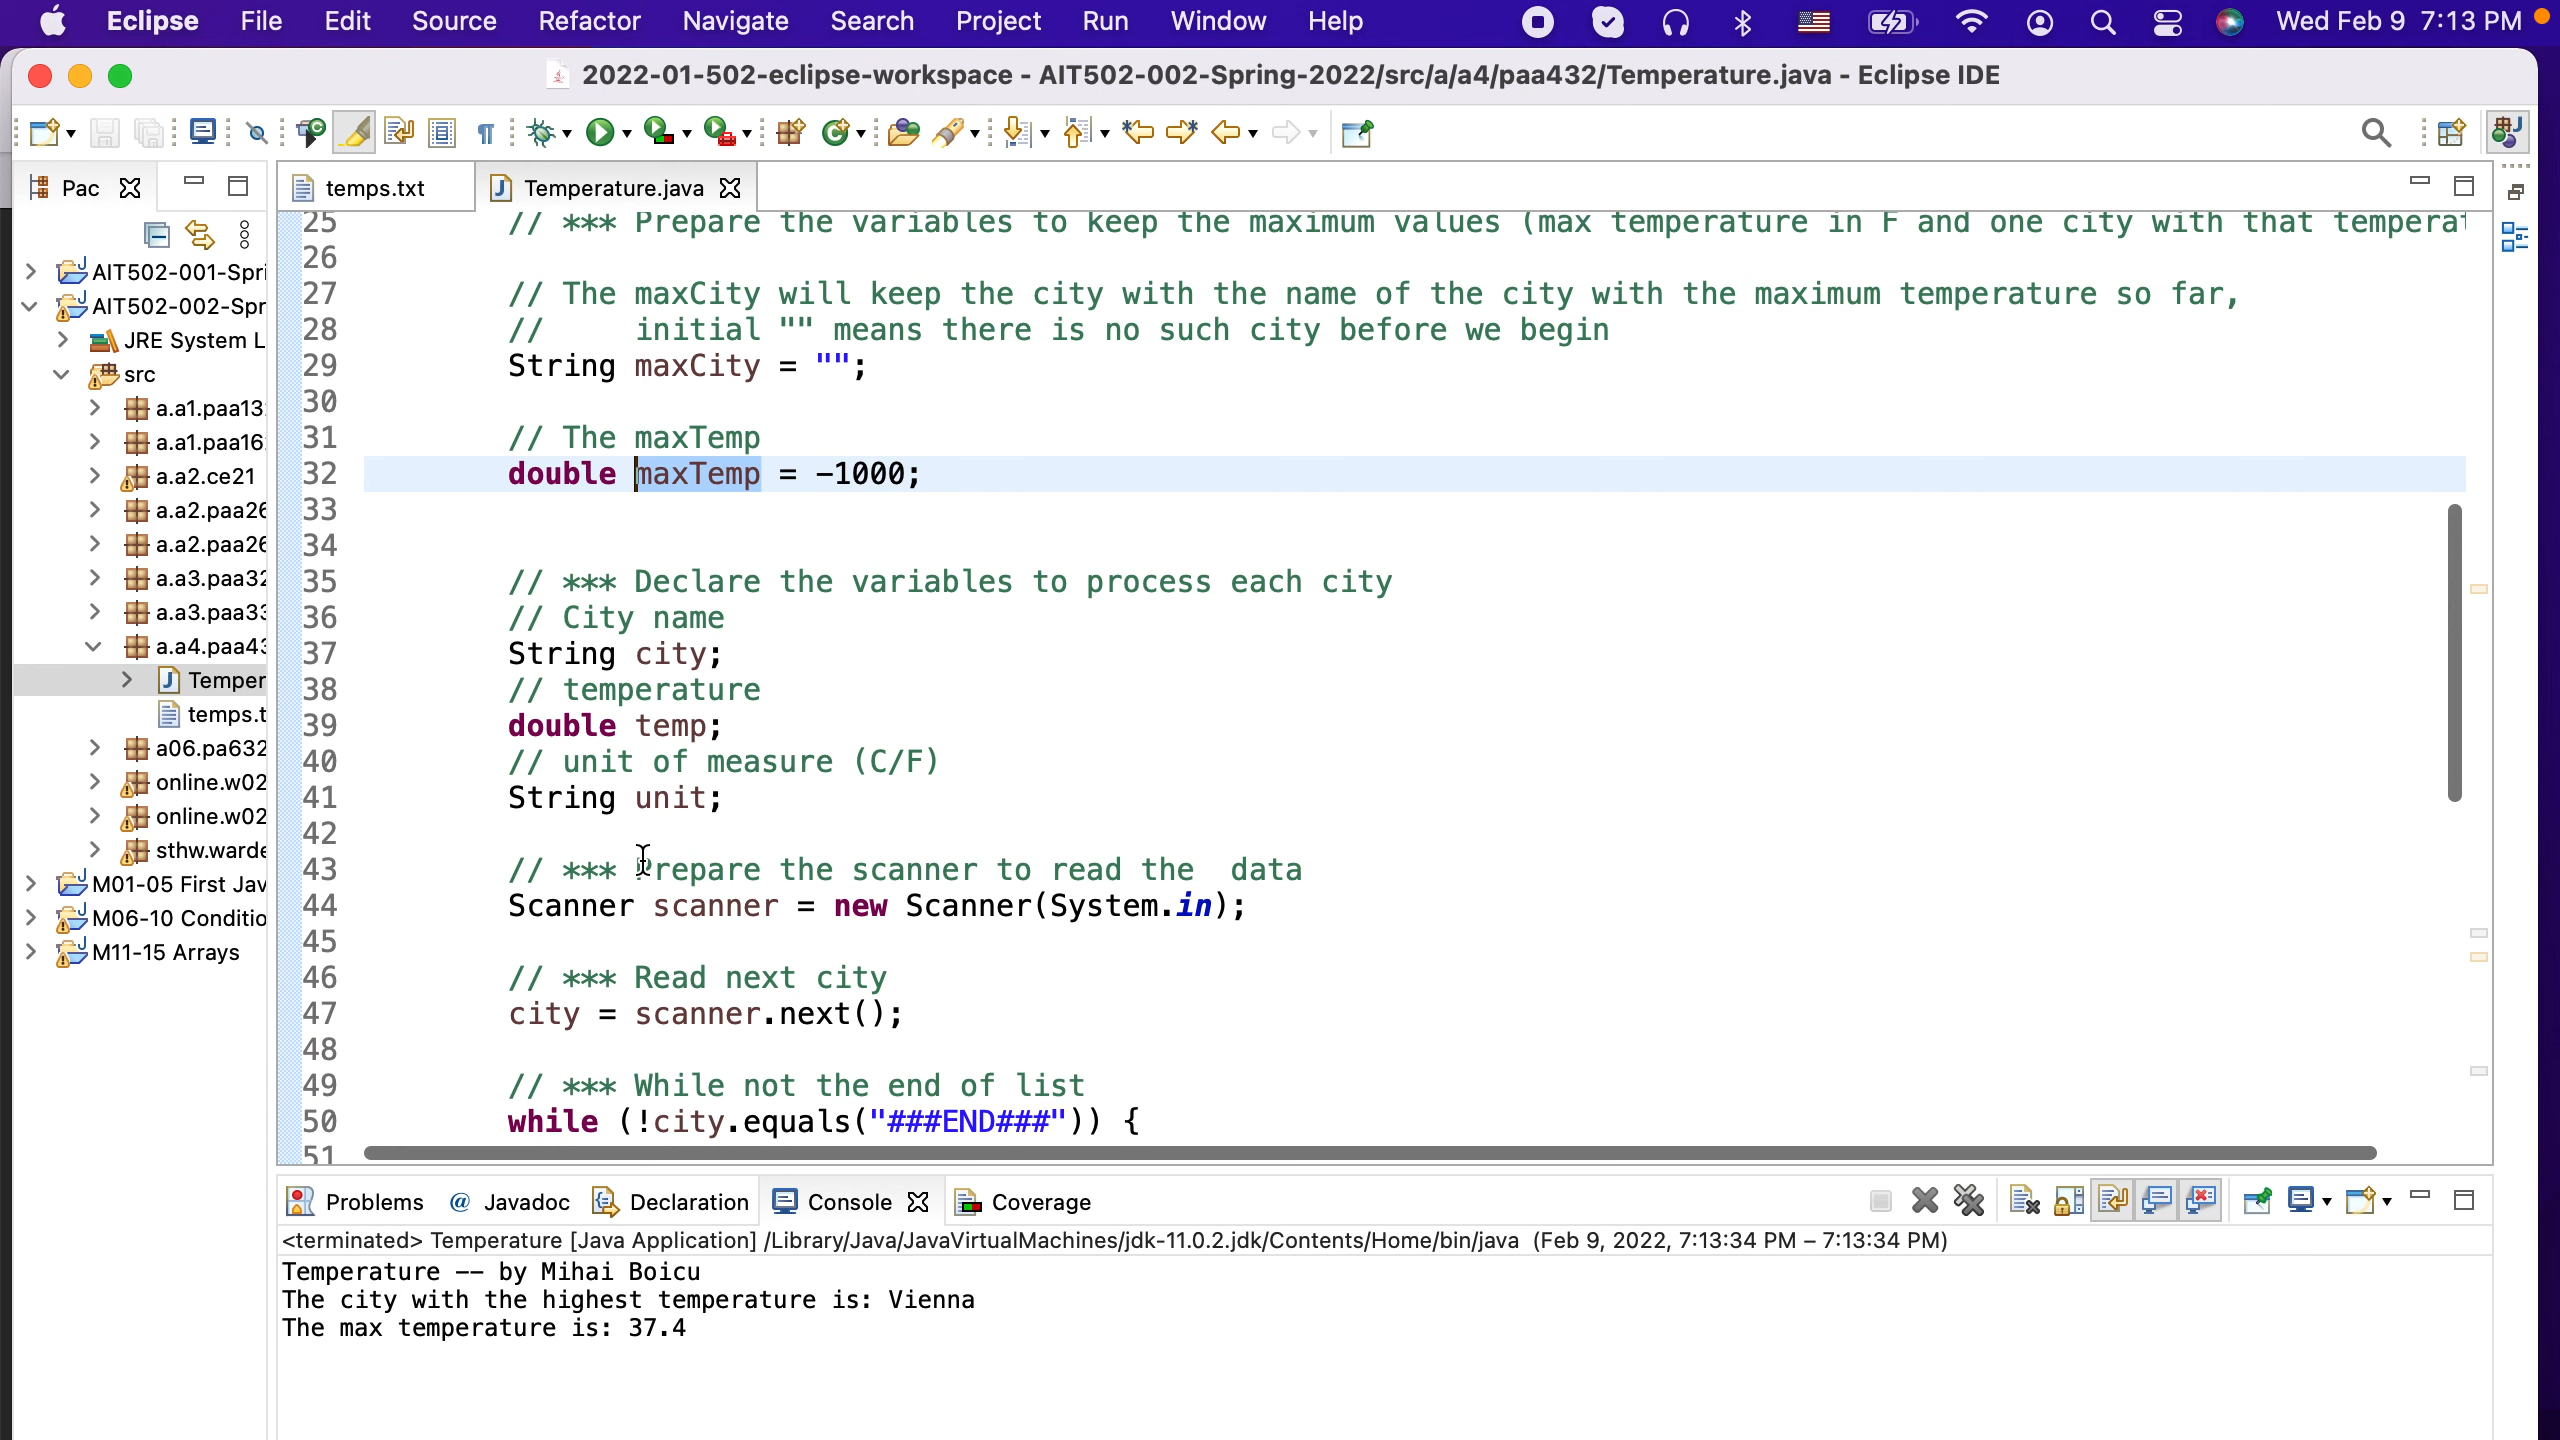 Eclipse File Edit Source Refactor Navigate Search Project Run Window Help Wed Feb 9 7:13 PM
2022-01-502-eclipse-workspace - AIT502-002-Spring-2022/src/a/a4/paa432/Temperature.java - Eclipse IDE
Pac
temps.txt Temperature.java
AIT502-001-Spri
AIT502-002-Spr
JRE System L
src
a.a1.paa13
a.a1.paa16
a.a2.ce21
a.a2.paa26
a.a2.paa26
a.a3.paa32
a.a3.paa33
a.a4.paa43
Temper
temps.t
a06.pa632
online.w02
online.w02
sthw.warde
M01-05 First Jav
M06-10 Conditio
M11-15 Arrays
25 // *** Prepare the variables to keep the maximum values (max temperature in F and one city with that temperat
26
27 // The maxCity will keep the city with the name of the city with the maximum temperature so far,
28 // initial "" means there is no such city before we begin
29 String maxCity = "";
30
31 // The maxTemp
32 double maxTemp = -1000;
33
34
35 // *** Declare the variables to process each city
36 // City name
37 String city;
38 // temperature
39 double temp;
40 // unit of measure (C/F)
41 String unit;
42
43 // *** Prepare the scanner to read the  data
44 Scanner scanner = new Scanner(System.in);
45
46 // *** Read next city
47 city = scanner.next();
48
49 // *** While not the end of list
50 while (!city.equals("###END###")) {
51
Problems @ Javadoc Declaration Console Coverage
<terminated> Temperature [Java Application] /Library/Java/JavaVirtualMachines/jdk-11.0.2.jdk/Contents/Home/bin/java (Feb 9, 2022, 7:13:34 PM – 7:13:34 PM)
Temperature -- by Mihai Boicu
The city with the highest temperature is: Vienna
The max temperature is: 37.4